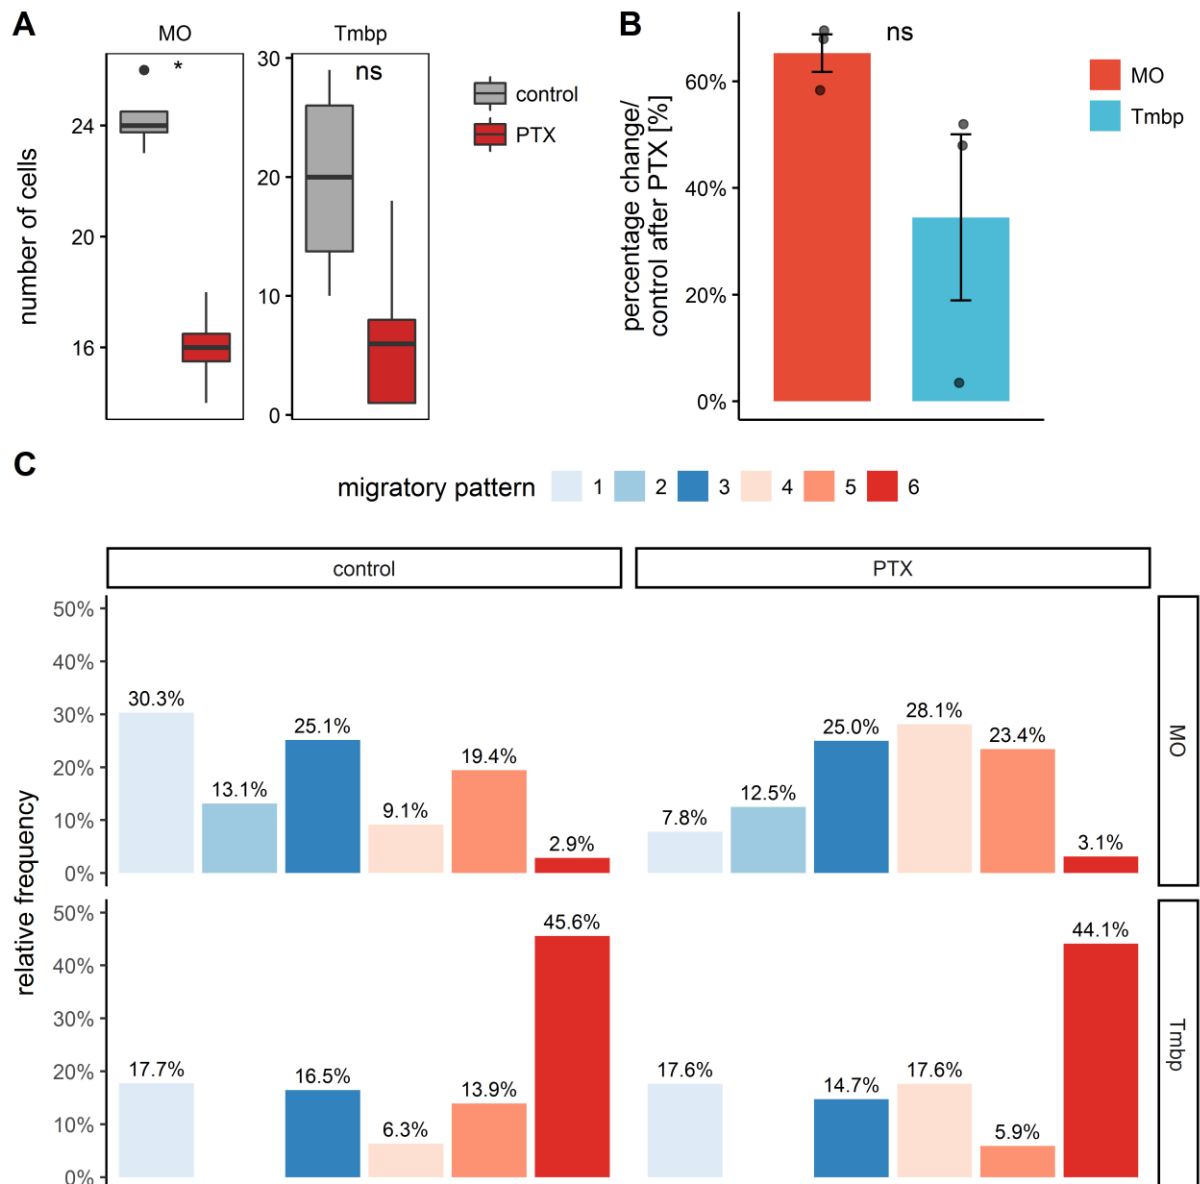 A
MO
Tmbp
number of cells
24
20
16
*
30
20
10
0
ns
control
PTX
B
percentage change/
control after PTX [%]
60%
40%
20%
0%
ns
MO
Tmbp
C
migratory pattern 1 2 3 4 5 6
control
PTX
relative frequency
50%
40%
30%
20%
10%
0%
30.3%
13.1%
25.1%
9.1%
19.4%
2.9%
7.8%
12.5%
25.0%
28.1%
23.4%
3.1%
MO
50%
40%
30%
20%
10%
0%
17.7%
16.5%
6.3%
13.9%
45.6%
17.6%
14.7%
17.6%
5.9%
44.1%
Tmbp